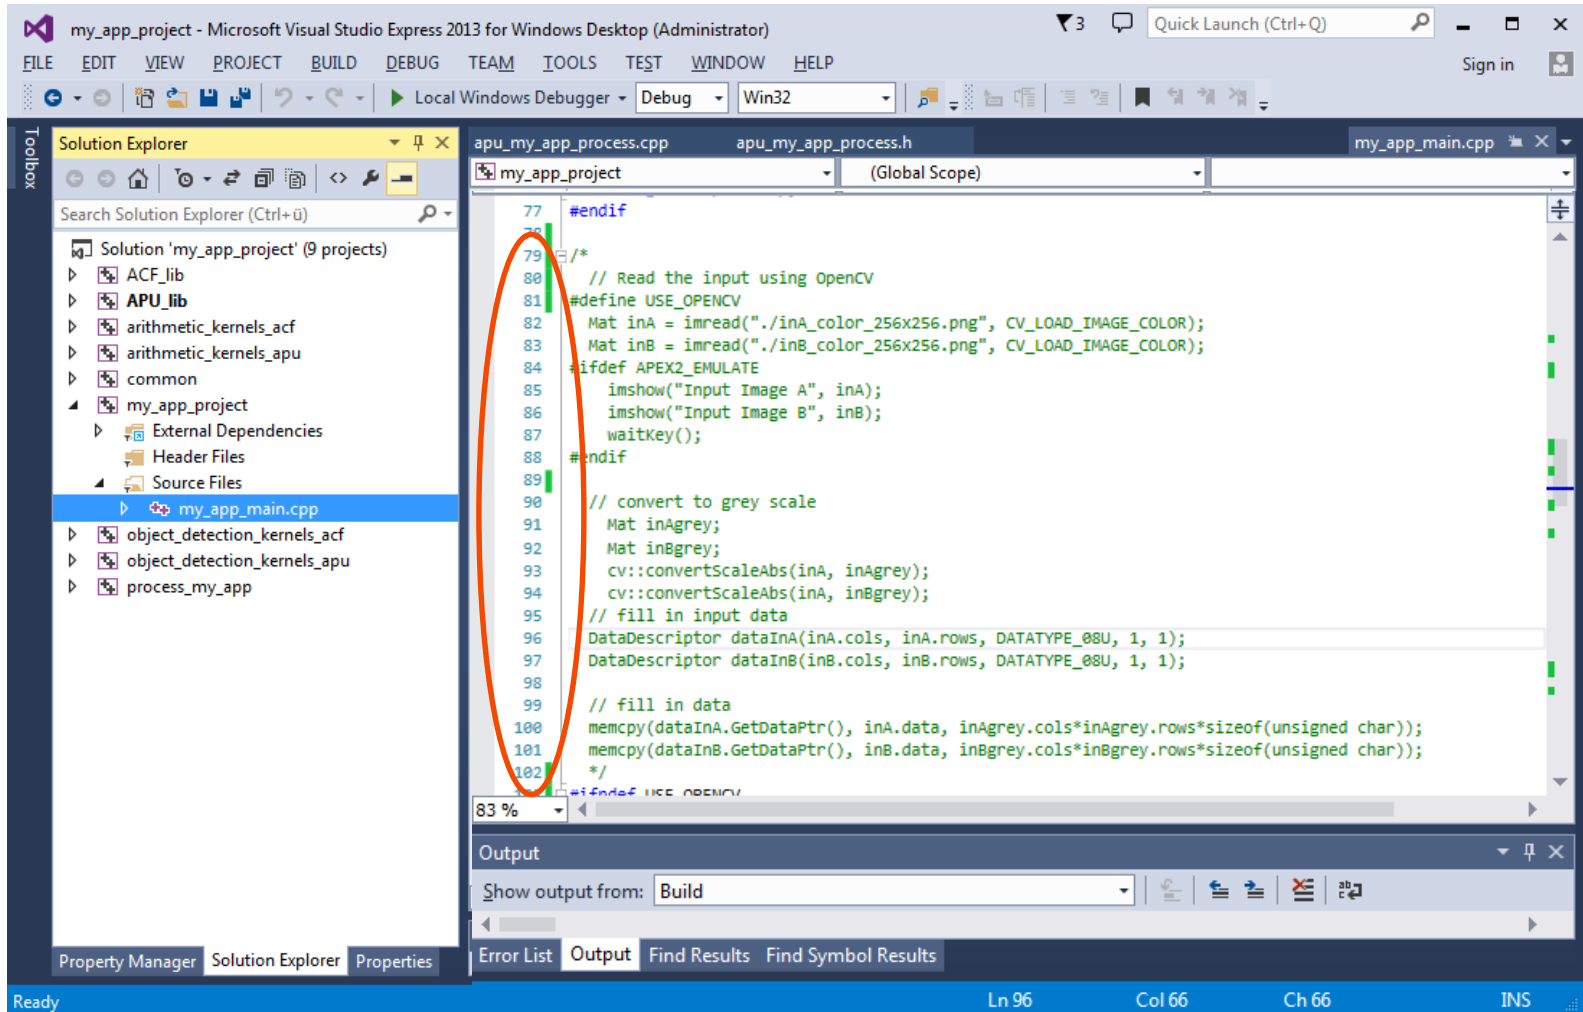 my_app_project - Microsoft Visual Studio Express 2013 for Windows Desktop (Administrator)
3
Quick Launch (Ctrl+Q)
FILE EDIT VIEW PROJECT BUILD DEBUG TEAM TOOLS TEST WINDOW HELP
Sign in
Local Windows Debugger
Debug
Win32
Toolbox
Solution Explorer
Search Solution Explorer (Ctrl+ü)
Solution 'my_app_project' (9 projects)
ACF_lib
APU_lib
arithmetic_kernels_acf
arithmetic_kernels_apu
common
my_app_project
External Dependencies
Header Files
Source Files
my_app_main.cpp
object_detection_kernels_acf
object_detection_kernels_apu
process_my_app
Property Manager Solution Explorer Properties
apu_my_app_process.cpp apu_my_app_process.h my_app_main.cpp
my_app_project (Global Scope)
77 #endif
78
79 /*
80 // Read the input using OpenCV
81 #define USE_OPENCV
82 Mat inA = imread("./inA_color_256x256.png", CV_LOAD_IMAGE_COLOR);
83 Mat inB = imread("./inB_color_256x256.png", CV_LOAD_IMAGE_COLOR);
84 #ifdef APEX2_EMULATE
85 imshow("Input Image A", inA);
86 imshow("Input Image B", inB);
87 waitKey();
88 #endif
89
90 // convert to grey scale
91 Mat inAgrey;
92 Mat inBgrey;
93 cv::convertScaleAbs(inA, inAgrey);
94 cv::convertScaleAbs(inA, inBgrey);
95 // fill in input data
96 DataDescriptor dataInA(inA.cols, inA.rows, DATATYPE_08U, 1, 1);
97 DataDescriptor dataInB(inB.cols, inB.rows, DATATYPE_08U, 1, 1);
98
99 // fill in data
100 memcpy(dataInA.GetDataPtr(), inA.data, inAgrey.cols*inAgrey.rows*sizeof(unsigned char));
101 memcpy(dataInB.GetDataPtr(), inB.data, inBgrey.cols*inBgrey.rows*sizeof(unsigned char));
102 */
#ifndef USE_OPENCV
83 %
Output
Show output from: Build
Error List Output Find Results Find Symbol Results
Ready Ln 96 Col 66 Ch 66 INS